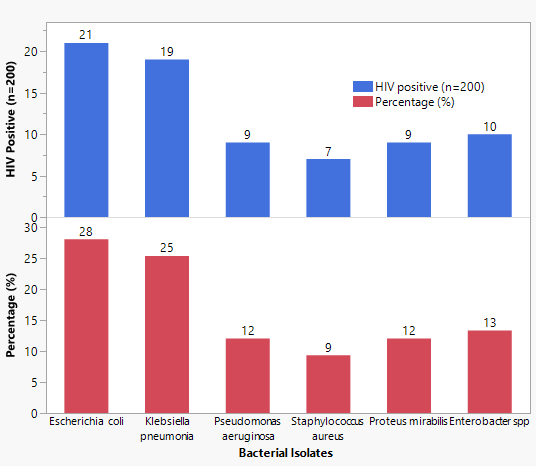 HIV Positive (n=200)
20
15
10
5
0
21
19
9
7
9
10
HIV positive (n=200)
Percentage (%)
Percentage (%)
30
25
20
15
10
5
0
28
25
12
9
12
13
Escherichia coli
Klebsiella
pneumonia
Pseudomonas
aeruginosa
Staphylococcus
aureus
Proteus mirabilis
Enterobacter spp
Bacterial Isolates